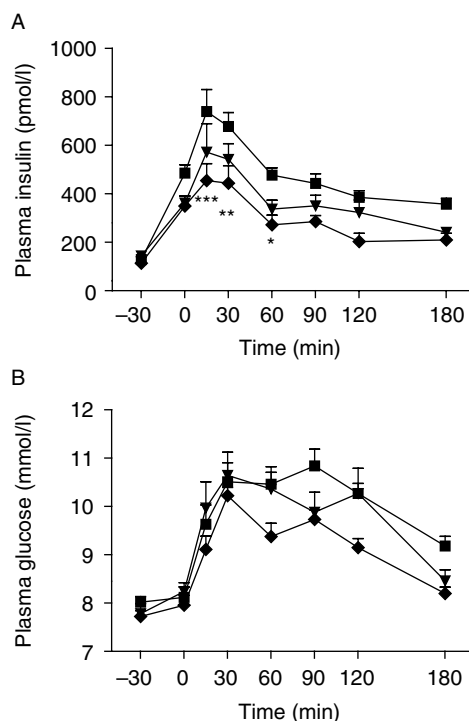 A
Plasma insulin (pmol/l)
1000
800
600
400
200
0
***
**
*
–30 0 30 60 90 120 180
Time (min)
B
Plasma glucose (mmol/l)
12
11
10
9
8
7
–30 0 30 60 90 120 180
Time (min)